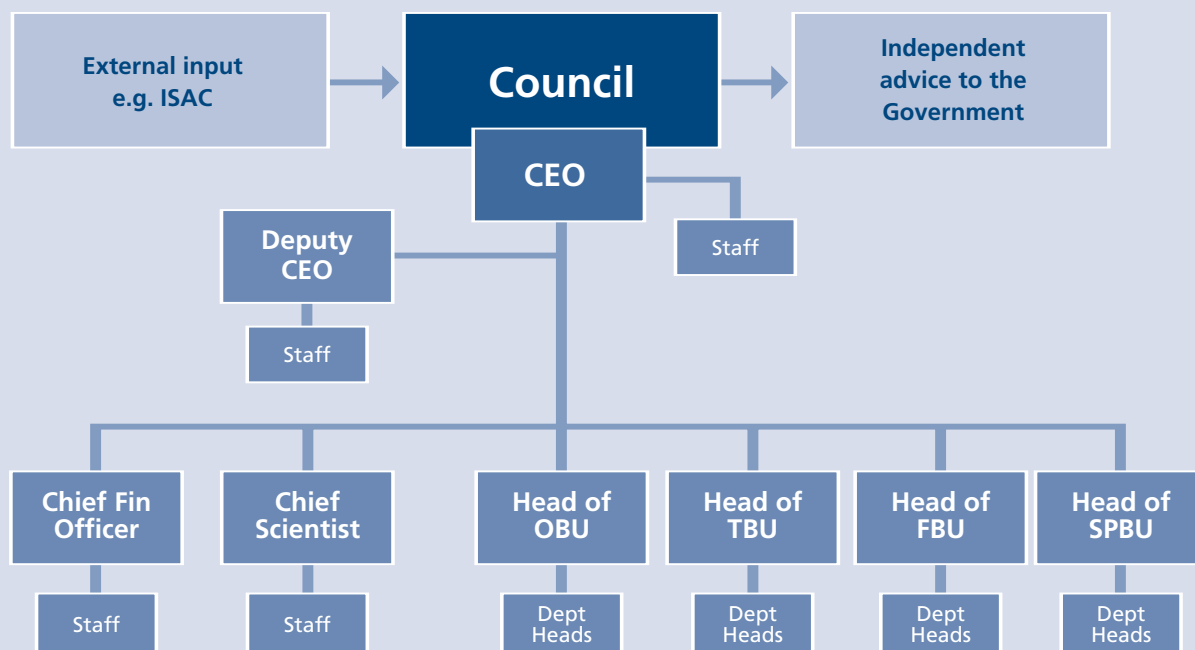 External input
e.g. ISAC
Council
Independent
advice to the
Government
CEO
Staff
Deputy
CEO
Staff
Chief Fin
Officer
Chief
Scientist
Head of
OBU
Head of
TBU
Head of
FBU
Head of
SPBU
Staff
Staff
Dept
Heads
Dept
Heads
Dept
Heads
Dept
Heads